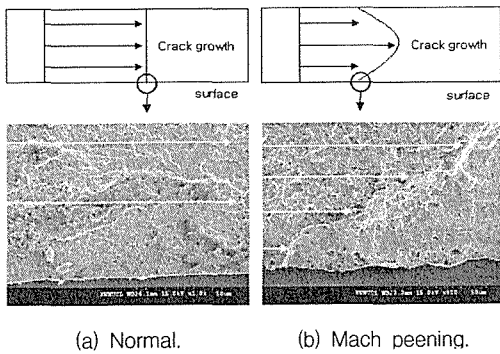 Crack growth
Crack growth
surface
surface
(a) Normal.
(b) Mach peening.